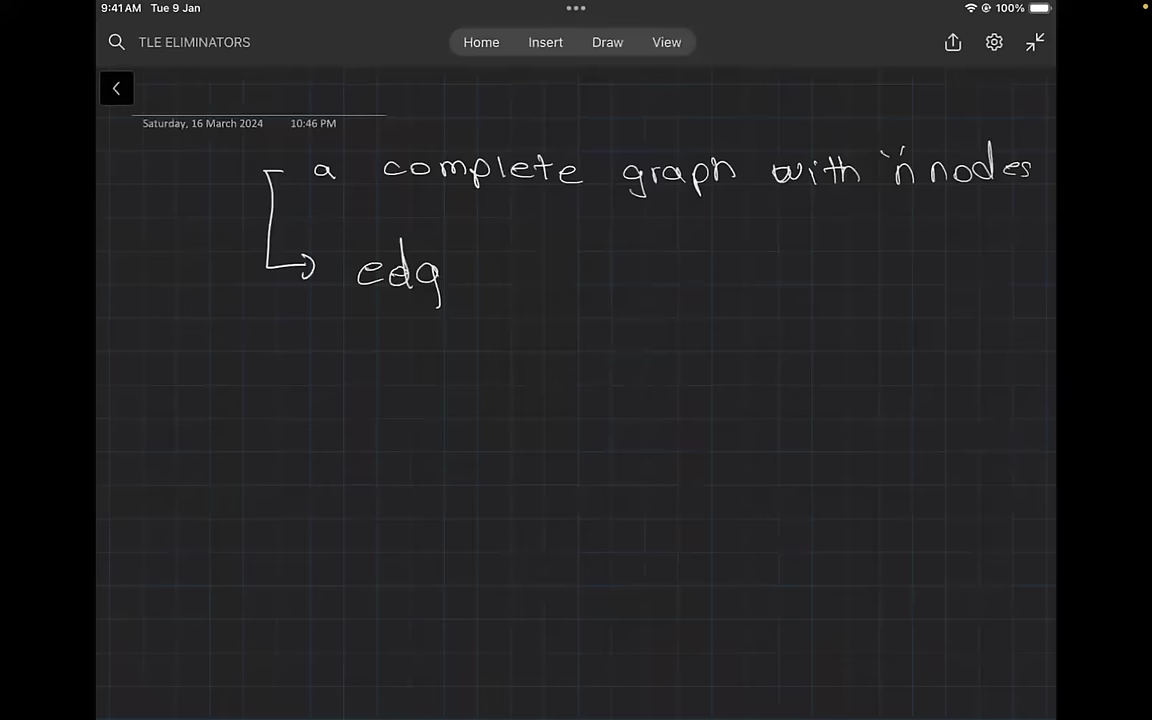 9:41 AM Tue 9 Jan
100%
TLE ELIMINATORS
Home Insert Draw View
Saturday, 16 March 2024 10:46 PM
a complete graph with 'n' nodes
edg